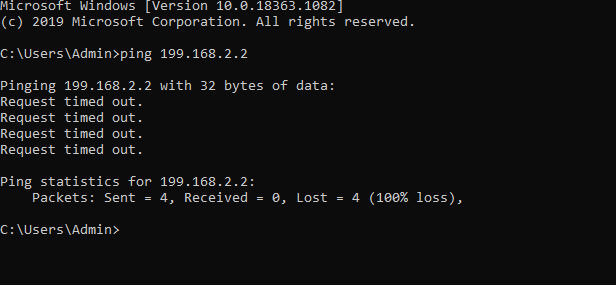 Microsoft Windows [Version 10.0.18363.1082]
(c) 2019 Microsoft Corporation. All rights reserved.
C:\Users\Admin>ping 199.168.2.2
Pinging 199.168.2.2 with 32 bytes of data:
Request timed out.
Request timed out.
Request timed out.
Request timed out.
Ping statistics for 199.168.2.2:
    Packets: Sent = 4, Received = 0, Lost = 4 (100% loss),
C:\Users\Admin>